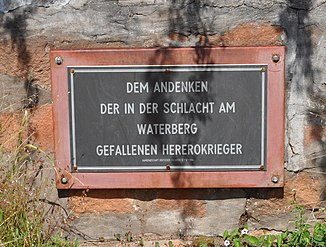 DEM ANDENKEN
DER IN DER SCHLACHT AM
WATERBERG
GEFALLENEN HEREROKRIEGER